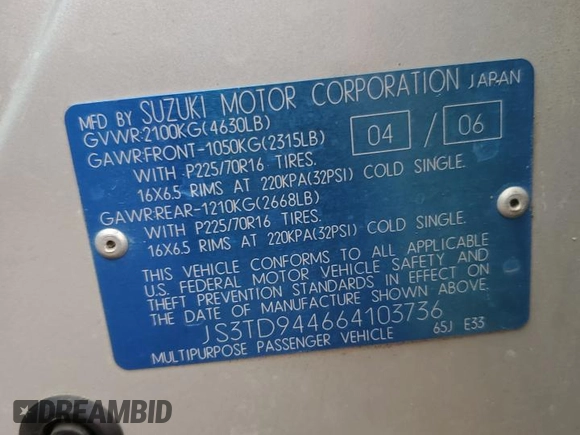 MFD BY SUZUKI MOTOR CORPORATION JAPAN
GVWR:2100KG(4630LB)
GAWR:FRONT-1050KG(2315LB)
04 / 06
WITH P225/70R16 TIRES.
16X6.5 RIMS AT 220KPA(32PSI) COLD SINGLE.
GAWR:REAR-1210KG(2668LB)
WITH P225/70R16 TIRES.
16X6.5 RIMS AT 220KPA(32PSI) COLD SINGLE.
THIS VEHICLE CONFORMS TO ALL APPLICABLE
U.S. FEDERAL MOTOR VEHICLE SAFETY AND
THEFT PREVENTION STANDARDS IN EFFECT ON
THE DATE OF MANUFACTURE SHOWN ABOVE.
JS3TD944664103736
MULTIPURPOSE PASSENGER VEHICLE 65J E33
DREAMBID